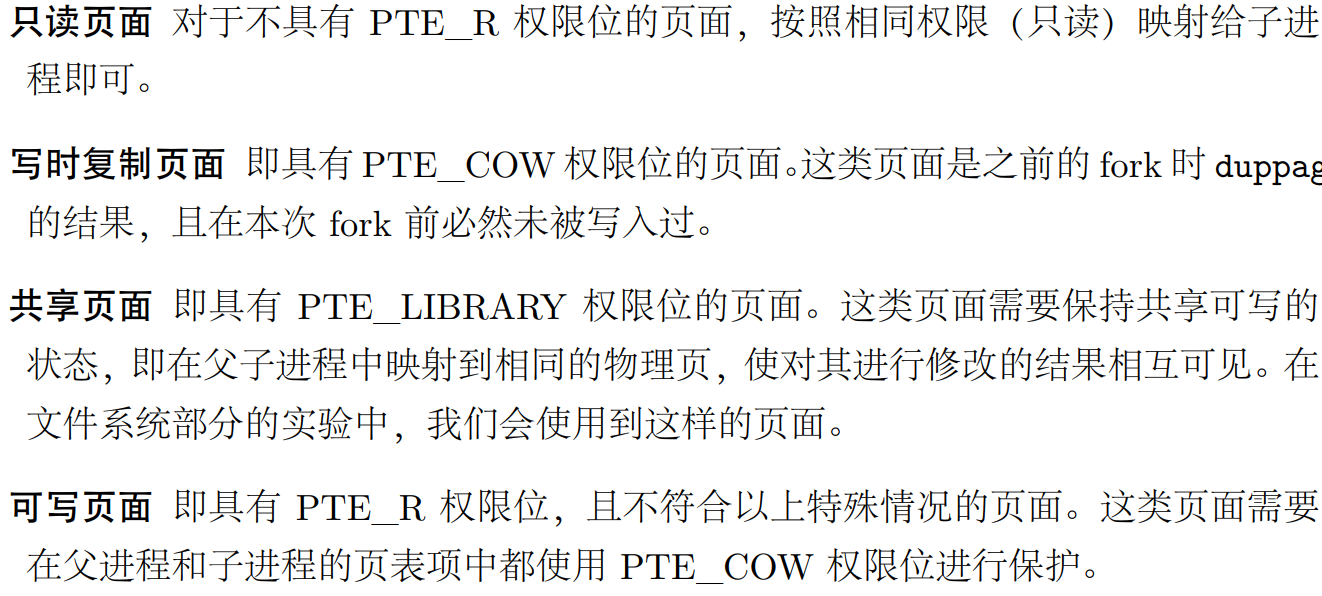 只读页面 对于不具有 PTE_R 权限位的页面，按照相同权限（只读）映射给子进
程即可。
写时复制页面 即具有 PTE_COW 权限位的页面。这类页面是之前的 fork 时 duppag
的结果，且在本次 fork 前必然未被写入过。
共享页面 即具有 PTE_LIBRARY 权限位的页面。这类页面需要保持共享可写的
状态，即在父子进程中映射到相同的物理页，使对其进行修改的结果相互可见。在
文件系统部分的实验中，我们会使用到这样的页面。
可写页面 即具有 PTE_R 权限位，且不符合以上特殊情况的页面。这类页面需要
在父进程和子进程的页表项中都使用 PTE_COW 权限位进行保护。